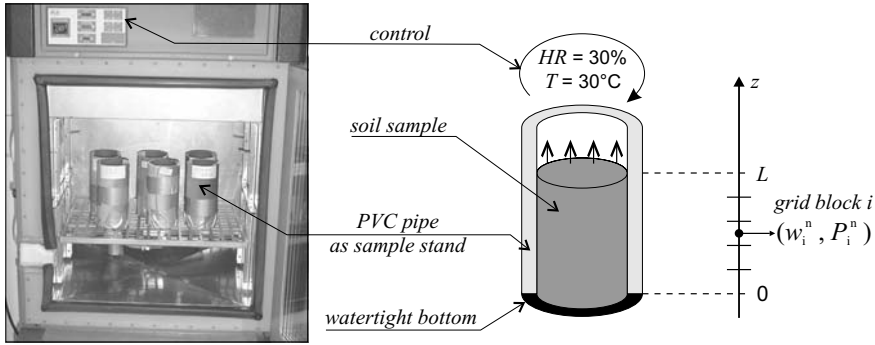 control
HR = 30%
T = 30°C
z
soil sample
L
grid block i
(w_i^n , P_i^n)
PVC pipe
as sample stand
0
watertight bottom